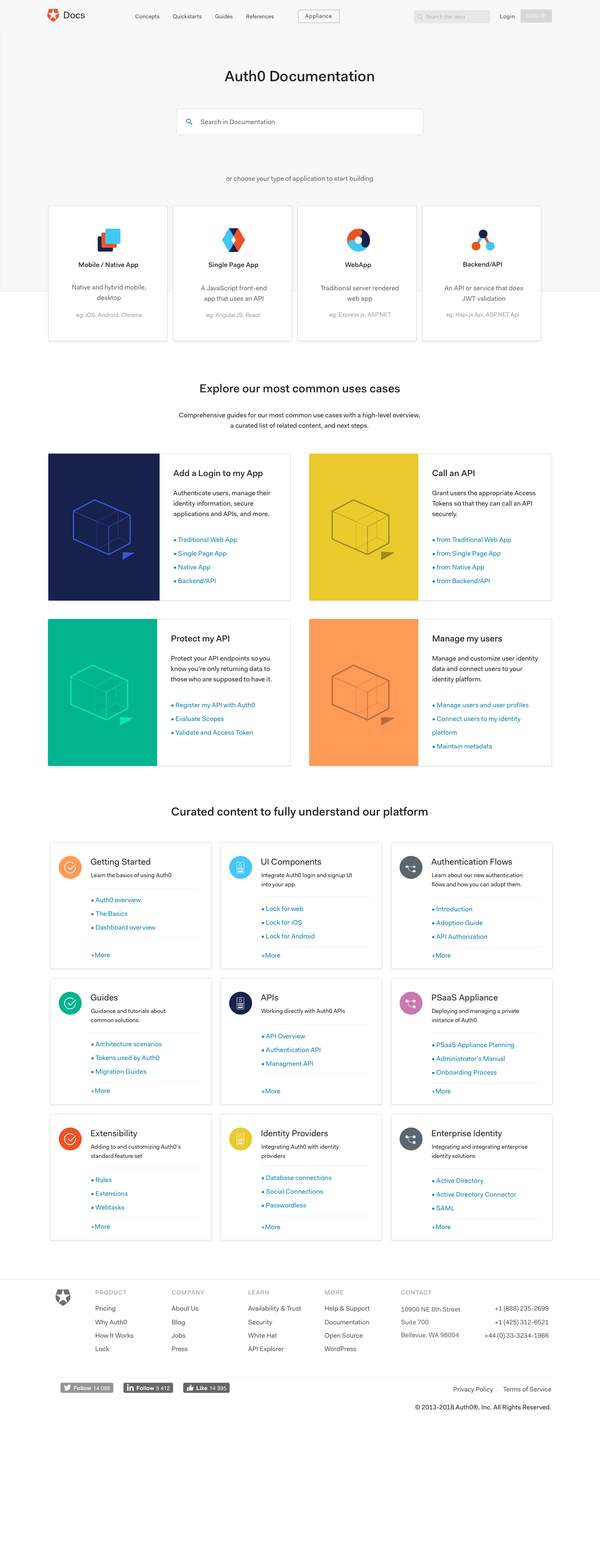 Docs
Concepts Quickstarts Guides References Appliance Search the docs Login SIGN UP
Auth0 Documentation
Search in Documentation
or choose your type of application to start building
Mobile / Native App
Native and hybrid mobile,
desktop
eg: iOS, Android, Chrome
Single Page App
A JavaScript front-end
app that uses an API
eg: AngularJS, React
WebApp
Traditional server rendered
web app
eg: Express.js, ASP.NET
Backend/API
An API or service that does
JWT validation
eg: Hapi.js Api, ASP.NET Api
Explore our most common uses cases
Comprehensive guides for our most common use cases with a high-level overview,
a curated list of related content, and next steps.
Add a Login to my App
Authenticate users, manage their
identity information, secure
applications and APIs, and more.
• Traditional Web App
• Single Page App
• Native App
• Backend/API
Call an API
Grant users the appropriate Access
Tokens so that they can call an API
securely.
• from Traditional Web App
• from Single Page App
• from Native App
• from Backend/API
Protect my API
Protect your API endpoints so you
know you're only returning data to
those who are supposed to have it.
• Register my API with Auth0
• Evaluate Scopes
• Validate and Access Token
Manage my users
Manage and customize user identity
data and connect users to your
identity platform.
• Manage users and user profiles
• Connect users to my identity
platform
• Maintain metadata
Curated content to fully understand our platform
Getting Started
Learn the basics of using Auth0
• Auth0 overview
• The Basics
• Dashboard overview
+More
UI Components
Integrate Auth0 login and signup UI
into your app.
• Lock for web
• Lock for iOS
• Lock for Android
+More
Authentication Flows
Learn about our new authentication
flows and how you can adopt them.
• Introduction
• Adoption Guide
• API Authorization
+More
Guides
Guidance and tutorials about
common solutions.
• Architecture scenarios
• Tokens used by Auth0
• Migration Guides
+More
APIs
Working directly with Auth0 APIs
• API Overview
• Authentication API
• Managment API
+More
PSaaS Appliance
Deploying and managing a private
instance of Auth0.
• PSaaS Appliance Planning
• Administrator's Manual
• Onboarding Process
+More
Extensibility
Adding to and customizing Auth0's
standard feature set
• Rules
• Extensions
• Webtasks
+More
Identity Providers
Integrating Auth0 with identity
providers
• Database connections
• Social Connections
• Passwordless
+More
Enterprise Identity
Integrating and integrating enterprise
identity solutions
• Active Directory
• Active Directory Connector
• SAML
+More
PRODUCT
Pricing
Why Auth0
How It Works
Lock
COMPANY
About Us
Blog
Jobs
Press
LEARN
Availability & Trust
Security
White Hat
API Explorer
MORE
Help & Support
Documentation
Open Source
WordPress
CONTACT
10900 NE 8th Street
Suite 700
Bellevue, WA 98004
+1 (888) 235-2699
+1 (425) 312-6521
+44 (0) 33-3234-1966
Follow 14 086
Follow 5 412
Like 14 395
Privacy Policy Terms of Service
© 2013-2018 Auth0®, Inc. All Rights Reserved.